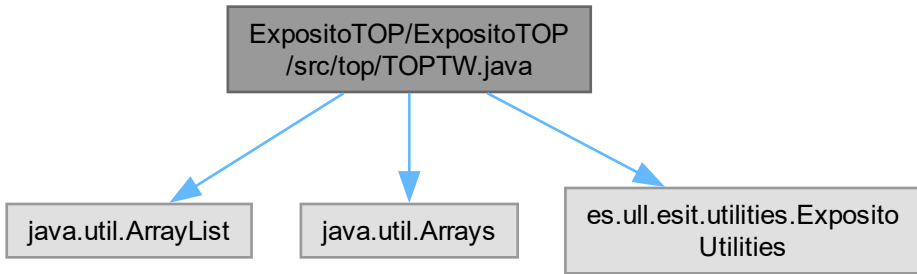 ExpositoTOP/ExpositoTOP
/src/top/TOPTW.java
java.util.ArrayList
java.util.Arrays
es.ull.esit.utilities.Exposito
Utilities